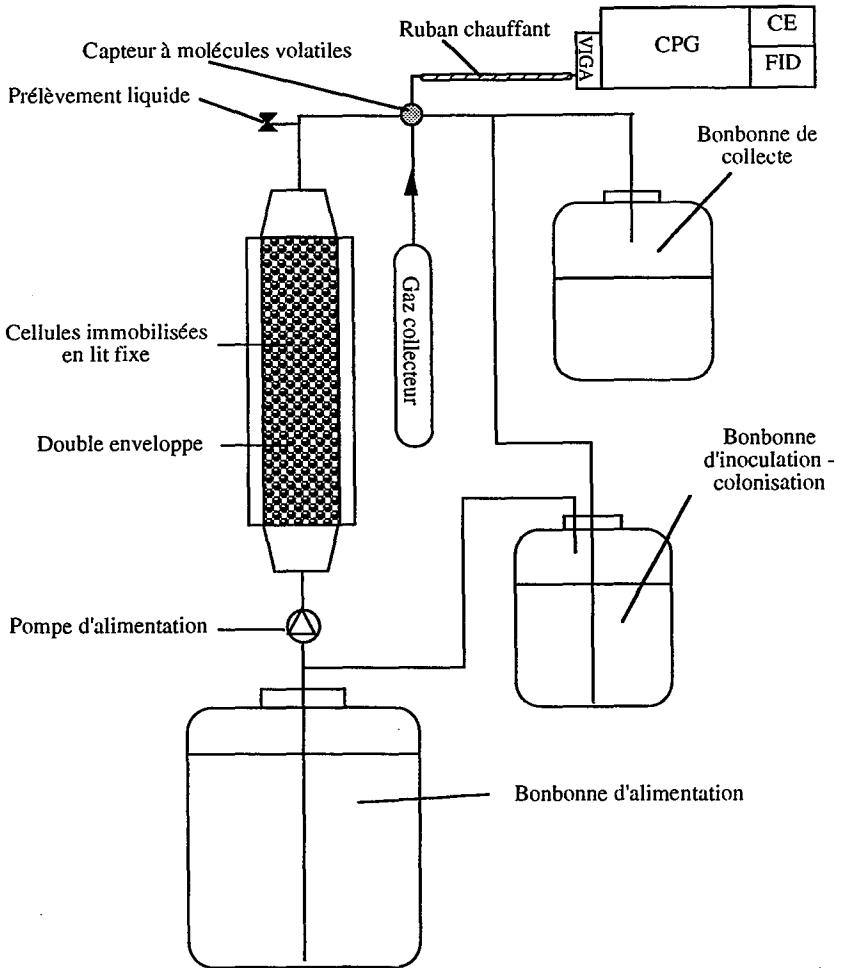 Capteur à molécules volatiles
Ruban chauffant
VIGA
CPG
CE
FID
Prélèvement liquide
Bonbonne de
collecte
Gaz collecteur
Cellules immobilisées
en lit fixe
Double enveloppe
Bonbonne
d'inoculation -
colonisation
Pompe d'alimentation
Bonbonne d'alimentation